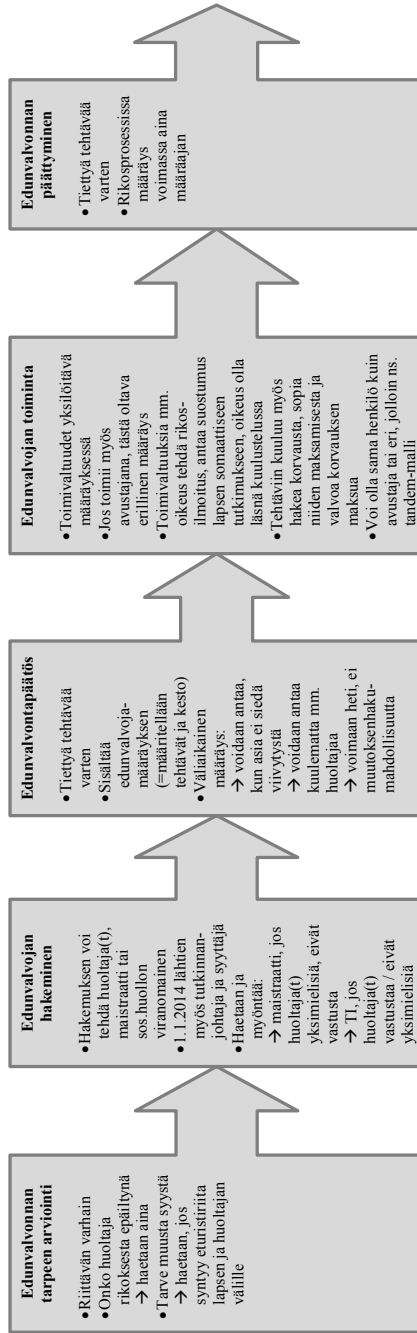 Edunvalvonnan
tarpeen arviointi
• Riittävän varhain
• Onko huoltaja
rikoksesta epäiltynä
→ haetaan aina
• Tarve muusta syystä
→ haetaan, jos
syntyy eturistiriita
lapsen ja huoltajan
välille
Edunvalvojan
hakeminen
• Hakemuksen voi
tehdä huoltaja(t),
maistraatti tai
sos.huollon
viranomainen
• 1.1.2014 lähtien
myös tutkinnan-
johtaja ja syyttäjä
• Haetaan ja
myöntää:
→ maistraatti, jos
huoltaja(t)
yksimielisiä, eivät
vastusta
→ TI, jos
huoltaja(t)
vastustaa / eivät
yksimielisiä
Edunvalvontapäätös
• Tiettyä tehtävää
varten
• Sisältää
edunvalvoja-
määräyksen
(=määritellään
tehtävät ja kesto)
• Väliaikainen
määräys:
→ voidaan antaa,
kun asia ei siedä
viivytystä
→ voidaan antaa
kuulematta mm.
huoltajaa
→ voimaan heti, ei
muutoksenhaku-
mahdollisuutta
Edunvalvojan toiminta
• Toimivaltuudet yksilöitävä
määräyksessä
• Jos toimii myös
avustajana, tästä oltava
erillinen määräys
• Toimivaltuuksia mm.
oikeus tehdä rikos-
ilmoitus, antaa suostumus
lapsen somaattiseen
tutkimukseen, oikeus olla
läsnä kuulustelussa
• Tehtäviin kuuluu myös
hakea korvausta, sopia
niiden maksamisesta ja
valvoa korvauksen
maksua
• Voi olla sama henkilö kuin
avustaja tai eri, jolloin ns.
tandem-malli
Edunvalvonnan
päättyminen
• Tiettyä tehtävää
varten
• Rikosprosessissa
määräys
voimassa aina
määräajan